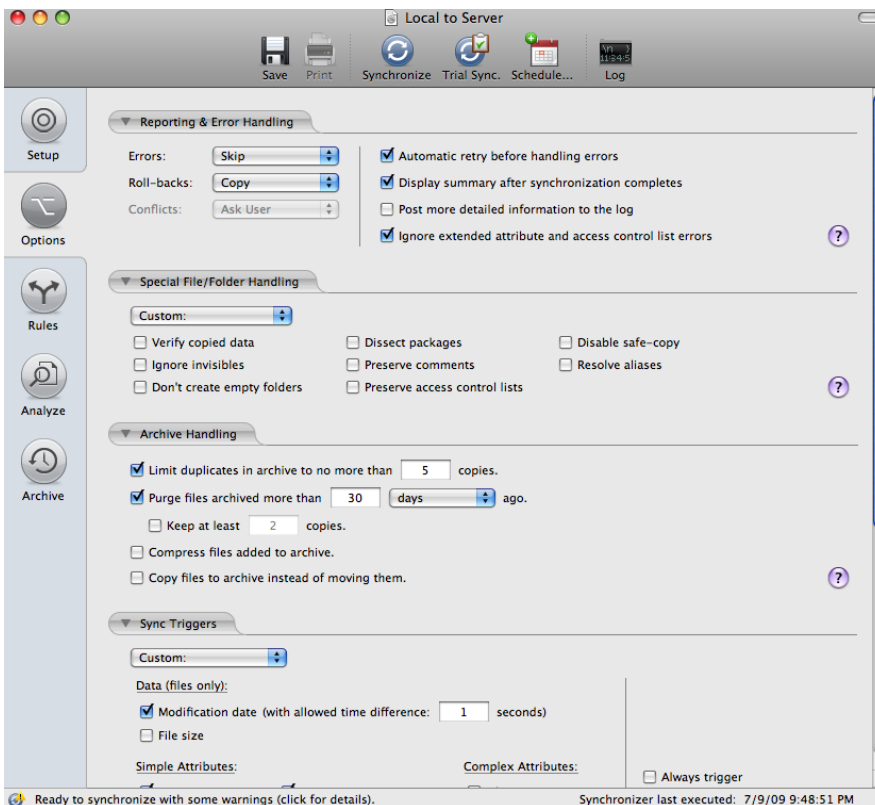 Local to Server
Save Print Synchronize Trial Sync. Schedule... Log
Setup
Options
Rules
Analyze
Archive
Reporting & Error Handling
Errors: Skip
Roll-backs: Copy
Conflicts: Ask User
Automatic retry before handling errors
Display summary after synchronization completes
Post more detailed information to the log
Ignore extended attribute and access control list errors
?
Special File/Folder Handling
Custom:
Verify copied data Dissect packages Disable safe-copy
Ignore invisibles Preserve comments Resolve aliases
Don't create empty folders Preserve access control lists
?
Archive Handling
Limit duplicates in archive to no more than 5 copies.
Purge files archived more than 30 days ago.
Keep at least 2 copies.
Compress files added to archive.
Copy files to archive instead of moving them.
?
Sync Triggers
Custom:
Data (files only):
Modification date (with allowed time difference: 1 seconds)
File size
Simple Attributes: Complex Attributes:
Always trigger
Ready to synchronize with some warnings (click for details). Synchronizer last executed: 7/9/09 9:48:51 PM